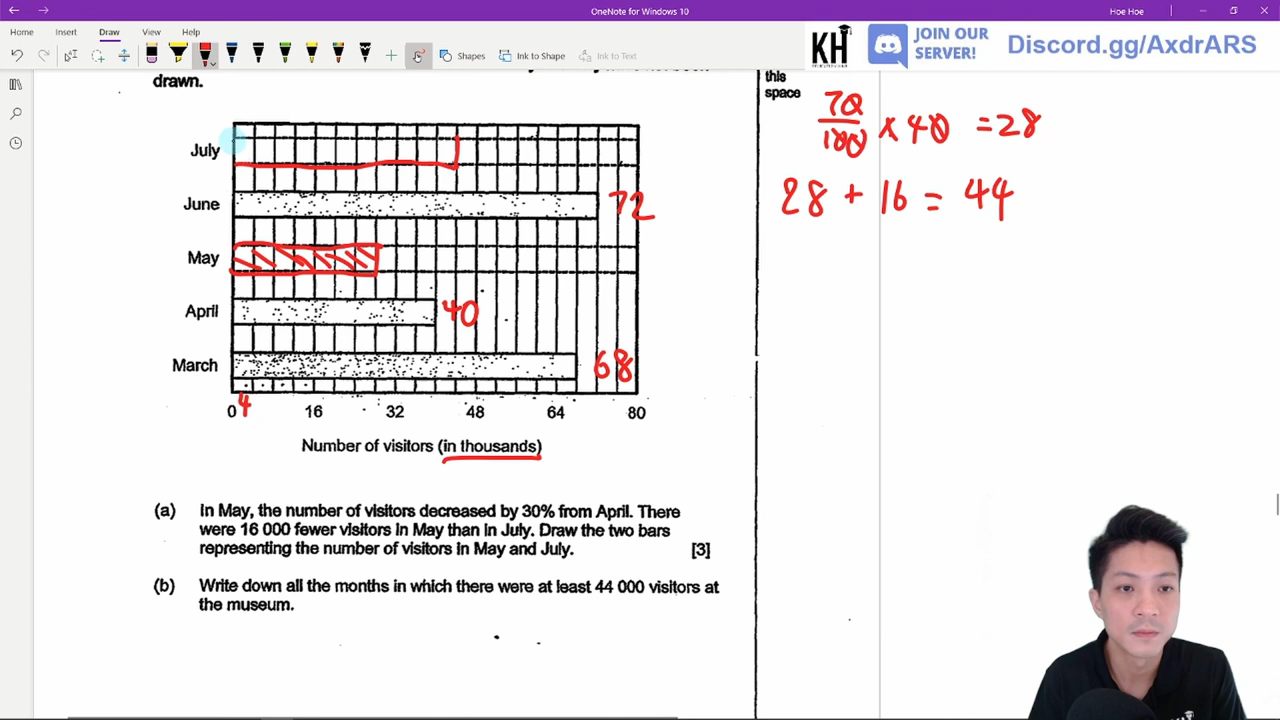 OneNote for Windows 10
Hoe Hoe
Home Insert Draw View Help
Shapes Ink to Shape Ink to Text
KH
JOIN OUR SERVER!
Discord.gg/AxdrARS
drawn.
this
space
70/100 × 40 = 28
28 + 16 = 44
July
June 72
May
April 40
March 68
4
0 16 32 48 64 80
Number of visitors (in thousands)
(a) In May, the number of visitors decreased by 30% from April. There
were 16 000 fewer visitors in May than in July. Draw the two bars
representing the number of visitors in May and July. [3]
(b) Write down all the months in which there were at least 44 000 visitors at
the museum.